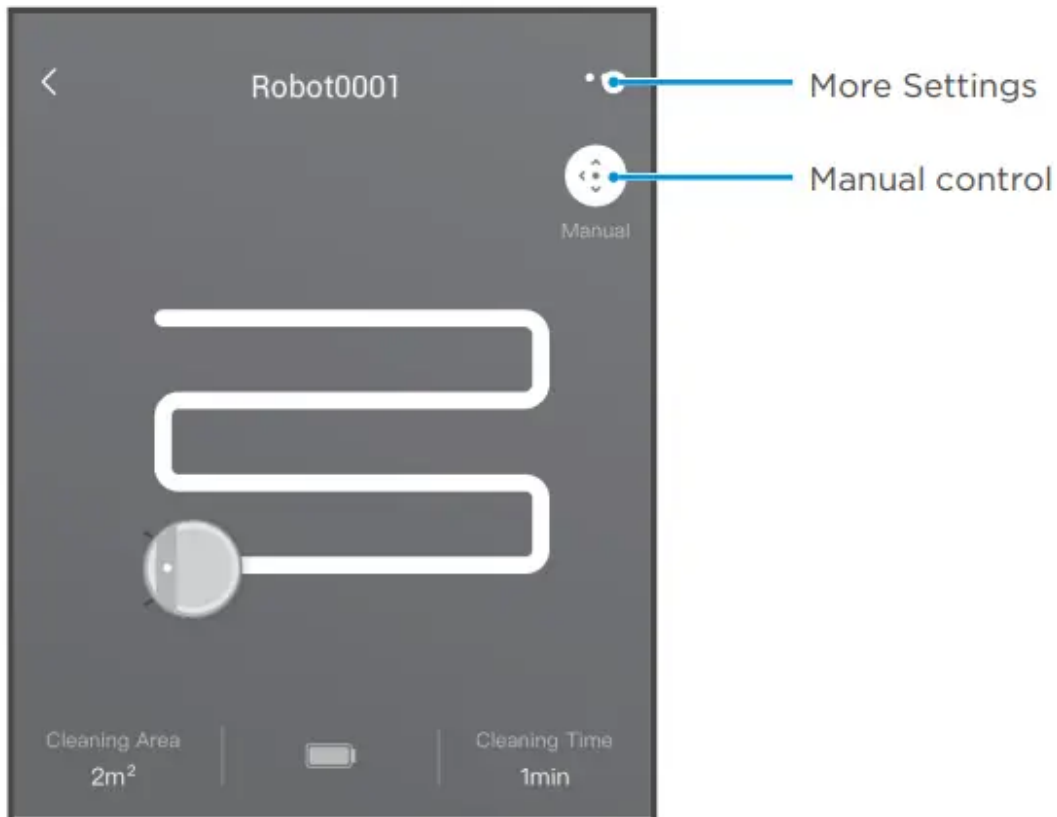 Robot0001
More Settings
Manual control
Manual
Cleaning Area
2m²
Cleaning Time
1min